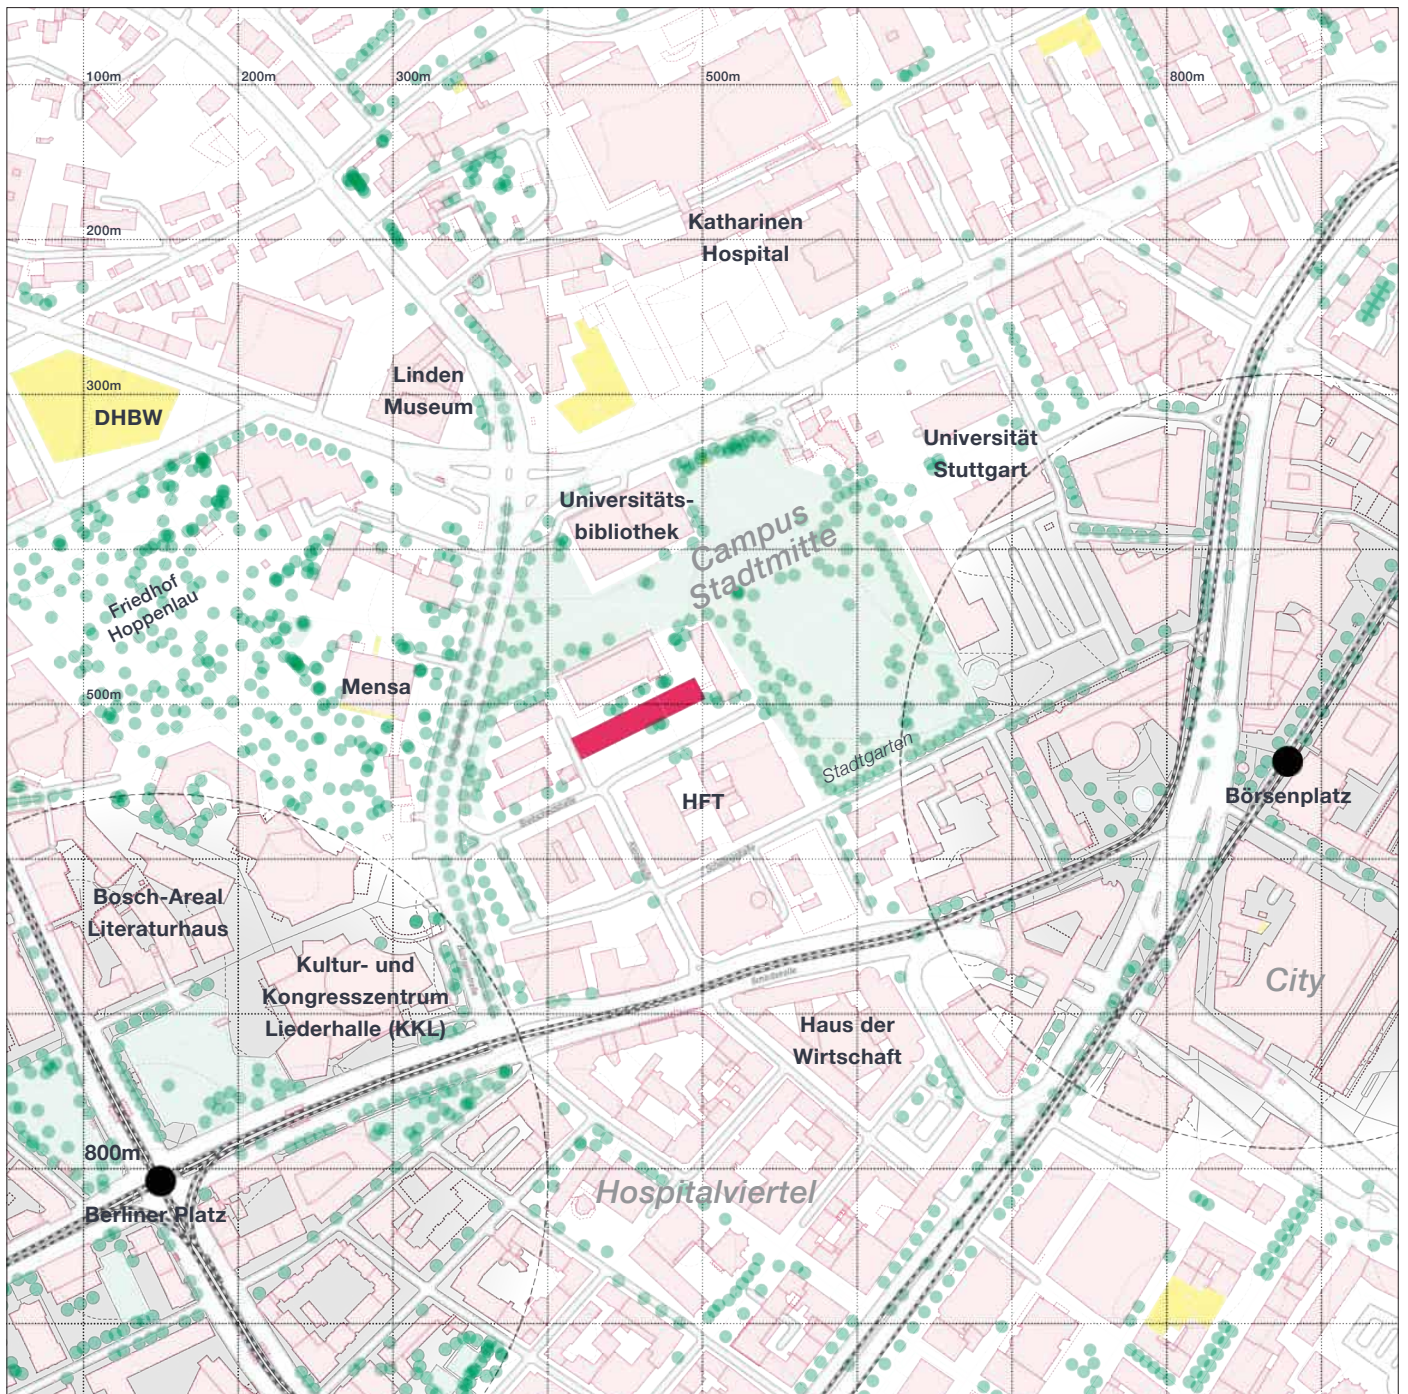 100m
200m
300m
500m
800m
200m
Katharinen
Hospital
300m
DHBW
Linden
Museum
Universität
Stuttgart
Universitäts-
bibliothek
Campus
Stadtmitte
Friedhof
Hoppenlau
Mensa
500m
Stadtgarten
HFT
Börsenplatz
Bosch-Areal
Literaturhaus
Kultur- und
Kongresszentrum
Liederhalle (KKL)
City
Haus der
Wirtschaft
800m
Hospitalviertel
Berliner Platz